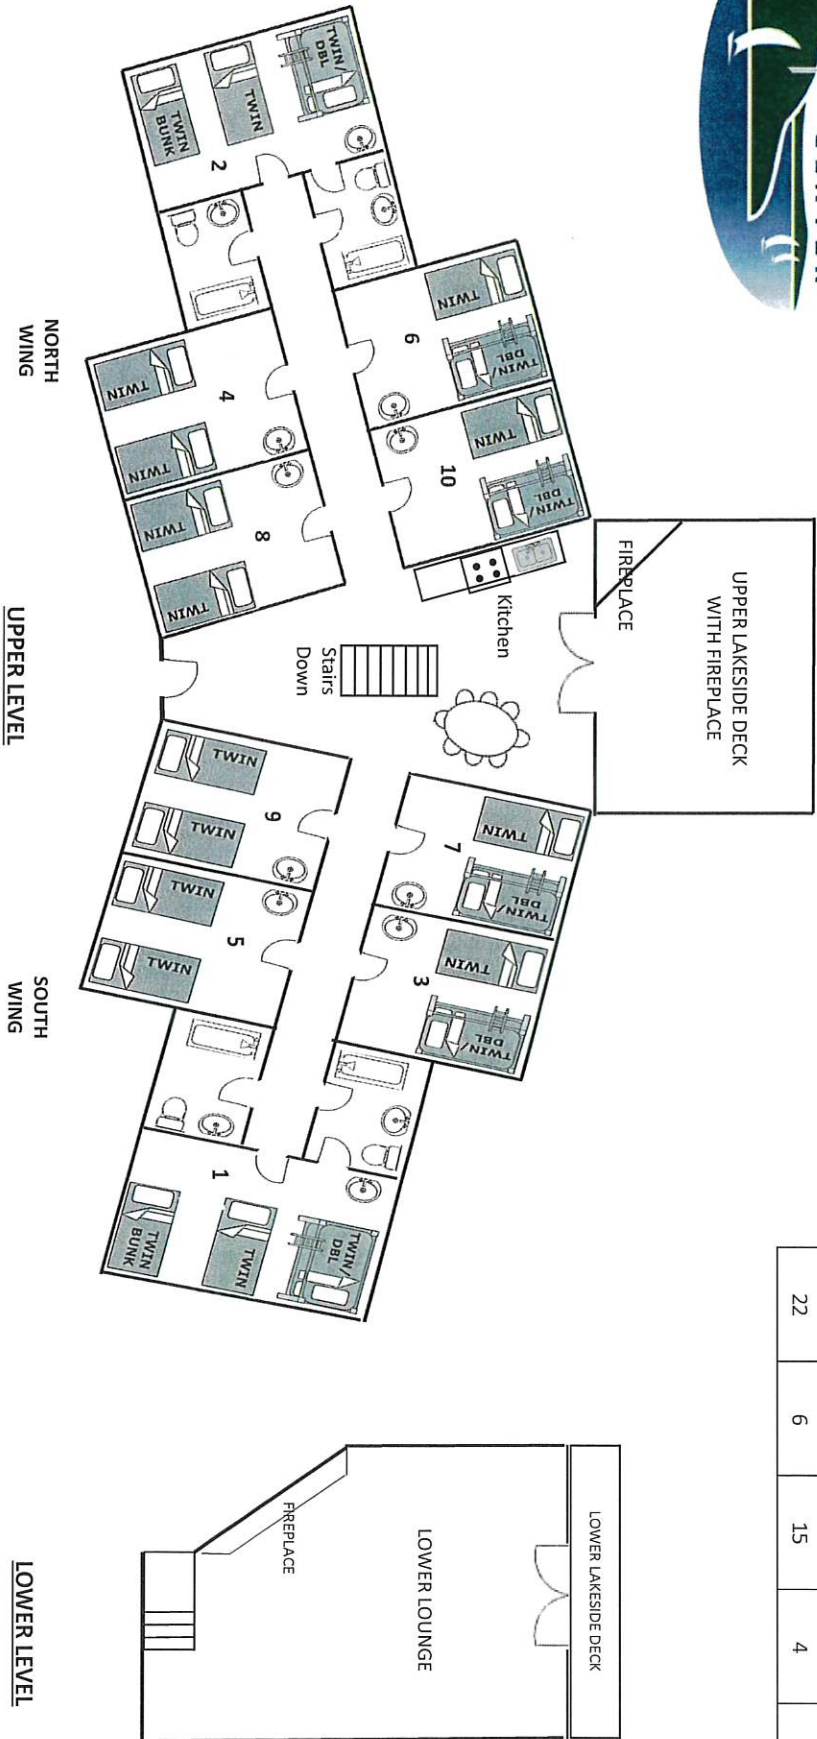 22
6
15
4
UPPER LAKESIDE DECK
WITH FIREPLACE
FIREPLACE
Kitchen
Stairs
Down
TWIN/
DBL
TWIN
TWIN
BUNK
2
TWIN
TWIN/
DBL
6
TWIN
TWIN/
DBL
10
4
TWIN
TWIN
8
TWIN
TWIN
NORTH
WING
UPPER LEVEL
TWIN
TWIN
9
TWIN
TWIN
5
TWIN
TWIN/
DBL
7
TWIN
TWIN/
DBL
3
1
TWIN/
DBL
TWIN
TWIN
BUNK
SOUTH
WING
LOWER LAKESIDE DECK
LOWER LOUNGE
FIREPLACE
LOWER LEVEL